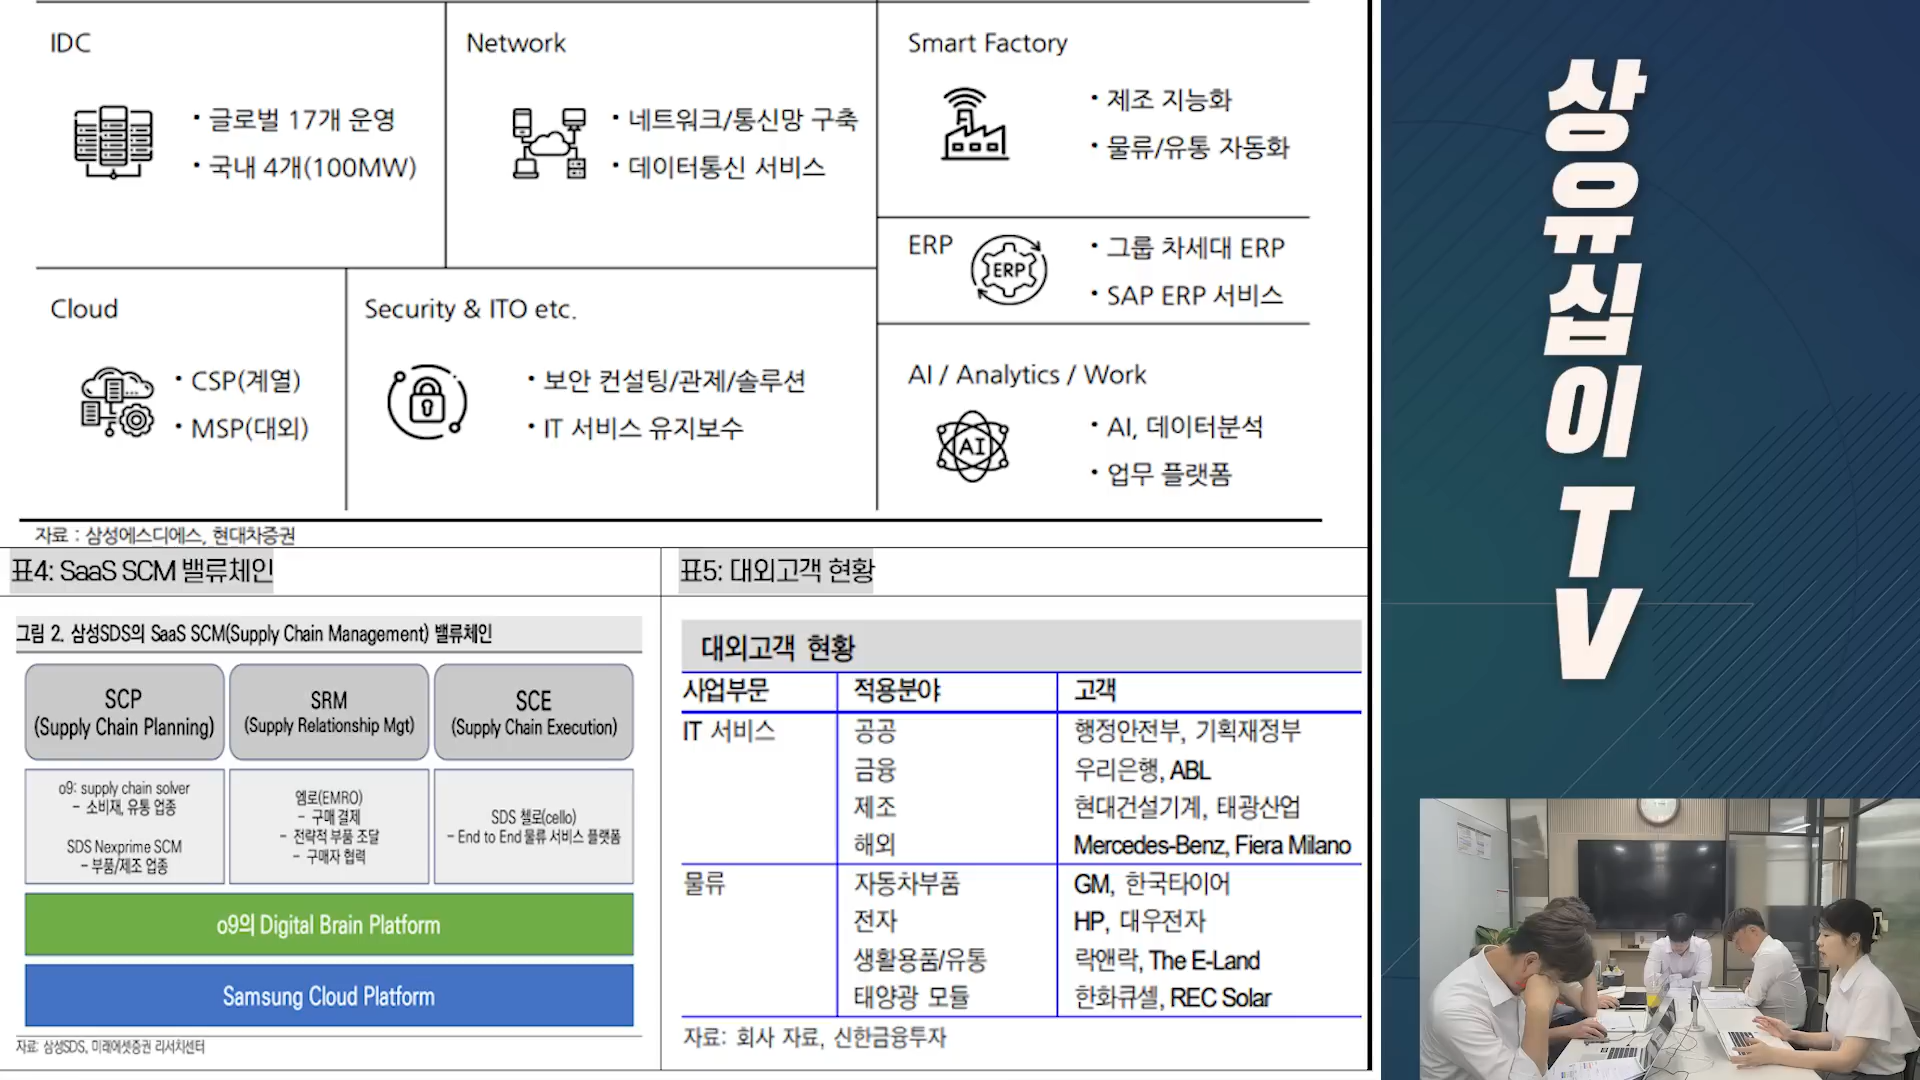 IDC
• 글로벌 17개 운영
• 국내 4개(100MW)
Network
• 네트워크/통신망 구축
• 데이터통신 서비스
Smart Factory
• 제조 지능화
• 물류/유통 자동화
ERP
ERP
• 그룹 차세대 ERP
• SAP ERP 서비스
Cloud
• CSP(계열)
• MSP(대외)
Security & ITO etc.
• 보안 컨설팅/관제/솔루션
• IT 서비스 유지보수
AI / Analytics / Work
AI
• AI, 데이터분석
• 업무 플랫폼
자료 : 삼성에스디에스, 현대차증권
표4: SaaS SCM 밸류체인
그림 2. 삼성SDS의 SaaS SCM(Supply Chain Management) 밸류체인
SCP
(Supply Chain Planning)
SRM
(Supply Relationship Mgt)
SCE
(Supply Chain Execution)
o9: supply chain solver
- 소비재, 유통 업종
SDS Nexprime SCM
- 부품/제조 업종
엠로(EMRO)
- 구매 결제
- 전략적 부품 조달
- 구매자 협력
SDS 첼로(cello)
- End to End 물류 서비스 플랫폼
o9의 Digital Brain Platform
Samsung Cloud Platform
자료: 삼성SDS, 미래에셋증권 리서치센터
표5: 대외고객 현황
대외고객 현황
사업부문 적용분야 고객
IT 서비스 공공 행정안전부, 기획재정부
금융 우리은행, ABL
제조 현대건설기계, 태광산업
해외 Mercedes-Benz, Fiera Milano
물류 자동차부품 GM, 한국타이어
전자 HP, 대우전자
생활용품/유통 락앤락, The E-Land
태양광 모듈 한화큐셀, REC Solar
자료: 회사 자료, 신한금융투자
상유십이 TV